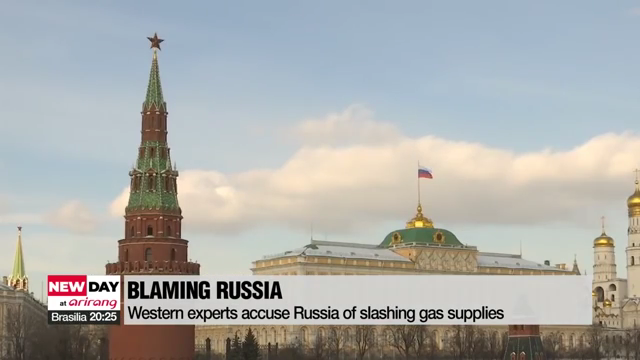 NEW DAY
at arirang
Brasilia 20:25
BLAMING RUSSIA
Western experts accuse Russia of slashing gas supplies